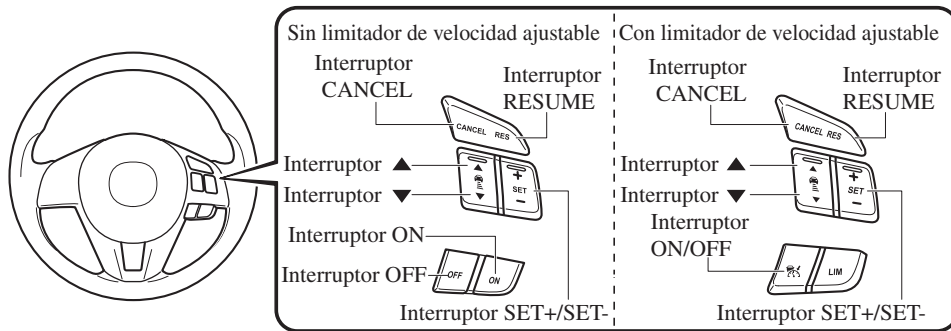 Sin limitador de velocidad ajustable
Interruptor
CANCEL
Interruptor
RESUME
CANCEL RES
Interruptor ▲
Interruptor ▼
+
SET
−
Interruptor ON
Interruptor OFF
OFF
ON
Interruptor SET+/SET-
Con limitador de velocidad ajustable
Interruptor
CANCEL
Interruptor
RESUME
CANCEL RES
Interruptor ▲
Interruptor ▼
+
SET
−
Interruptor
ON/OFF
LIM
Interruptor SET+/SET-